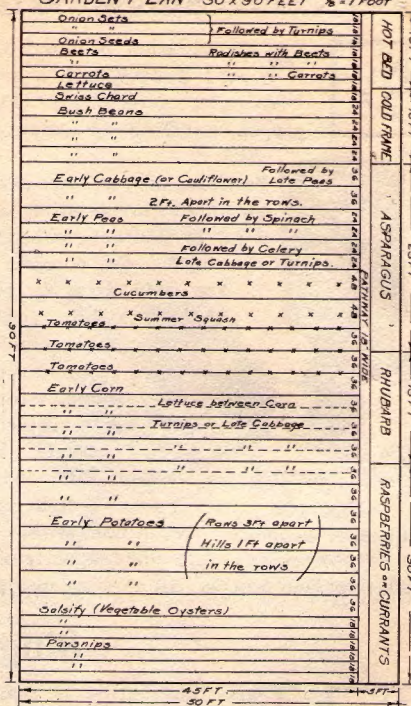 GARDEN PLAN 30 x 90 FEET ⅛ = 1 FOOT
Onion Sets
Followed by Turnips
Onion Seeds
Beets Radishes with Beets
" " " "
Carrots " " Carrots
Lettuce
Swiss Chard
Bush Beans
" "
" "
" "
Early Cabbage (or Cauliflower) Followed by Late Peas
" " 2 Ft. Apart in the rows.
Early Peas Followed by Spinach
" " " " "
" " Followed by Celery
" " Late Cabbage or Turnips.
Cucumbers
Tomatoes Summer Squash
Tomatoes
Tomatoes
Early Corn
Lettuce between Corn
" "
Turnips or Late Cabbage
" "
" " "
" "
" " "
" "
" "
Early Potatoes (Rows 3 Ft apart
" " Hills 1 Ft apart
" " in the rows)
" "
Salsify (Vegetable Oysters)
"
Parsnips
"
"
HOT BED
COLD FRAME
ASPARAGUS
RHUBARB
RASPBERRIES OR CURRANTS
PATHWAY 18" WIDE
90 FT
45 FT
5 FT
50 FT